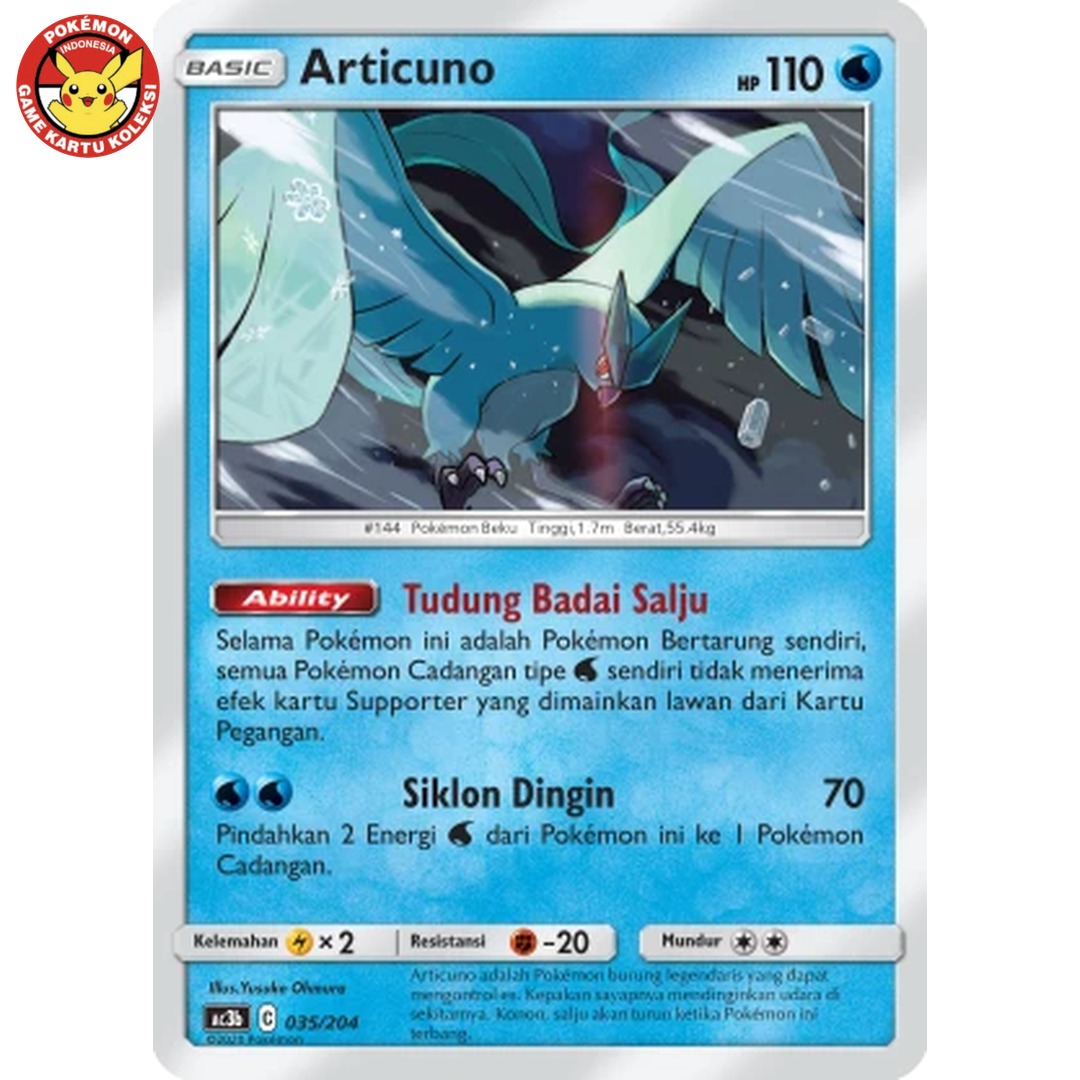 POKÉMON
INDONESIA
GAME KARTU KOLEKSI
BASIC Articuno HP 110
#144 Pokémon Beku Tinggi,1.7m Berat,55.4kg
Ability Tudung Badai Salju
Selama Pokémon ini adalah Pokémon Bertarung sendiri,
semua Pokémon Cadangan tipe sendiri tidak menerima
efek kartu Supporter yang dimainkan lawan dari Kartu
Pegangan.
Siklon Dingin 70
Pindahkan 2 Energi dari Pokémon ini ke 1 Pokémon
Cadangan.
Kelemahan ×2 Resistansi -20 Mundur
Illus.Yusuke Ohmura
Articuno adalah Pokémon burung legendaris yang dapat
mengontrol es. Kepakan sayapnya mendinginkan udara di
sekitarnya. Konon, salju akan turun ketika Pokémon ini
terbang.
AC3b C 035/204
Pokémon